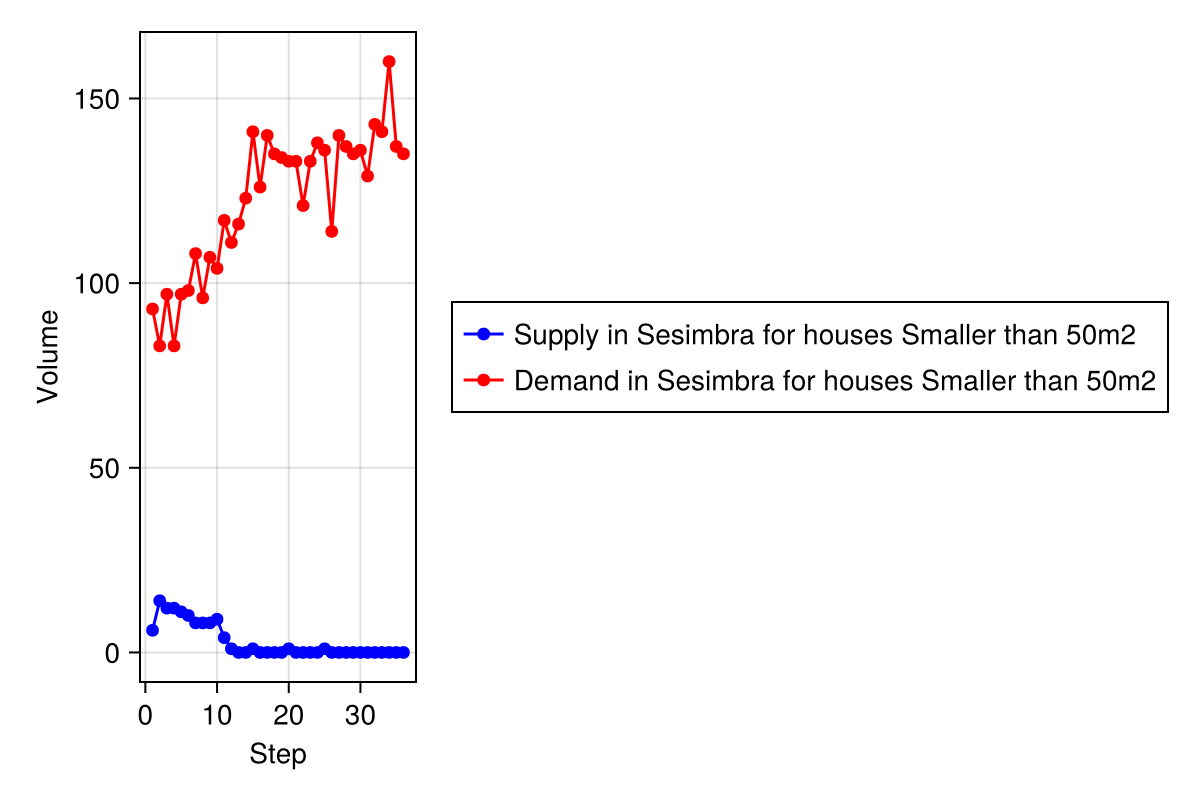 150
100
50
0
Volume
0 10 20 30
Step
Supply in Sesimbra for houses Smaller than 50m2
Demand in Sesimbra for houses Smaller than 50m2